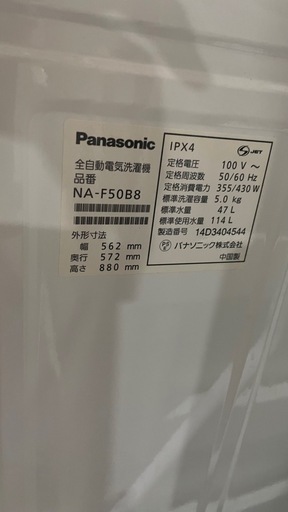 Panasonic
全自動電気洗濯機
品番
NA-F50B8
外形寸法
幅 562 mm
奥行 572 mm
高さ 880 mm
IPX4
S JET
定格電圧 100 V ～
定格周波数 50/60 Hz
定格消費電力 355/430 W
標準洗濯容量 5.0 kg
標準水量 47 L
標準使用水量 114 L
製造番号 14D3404544
パナソニック株式会社
中国製